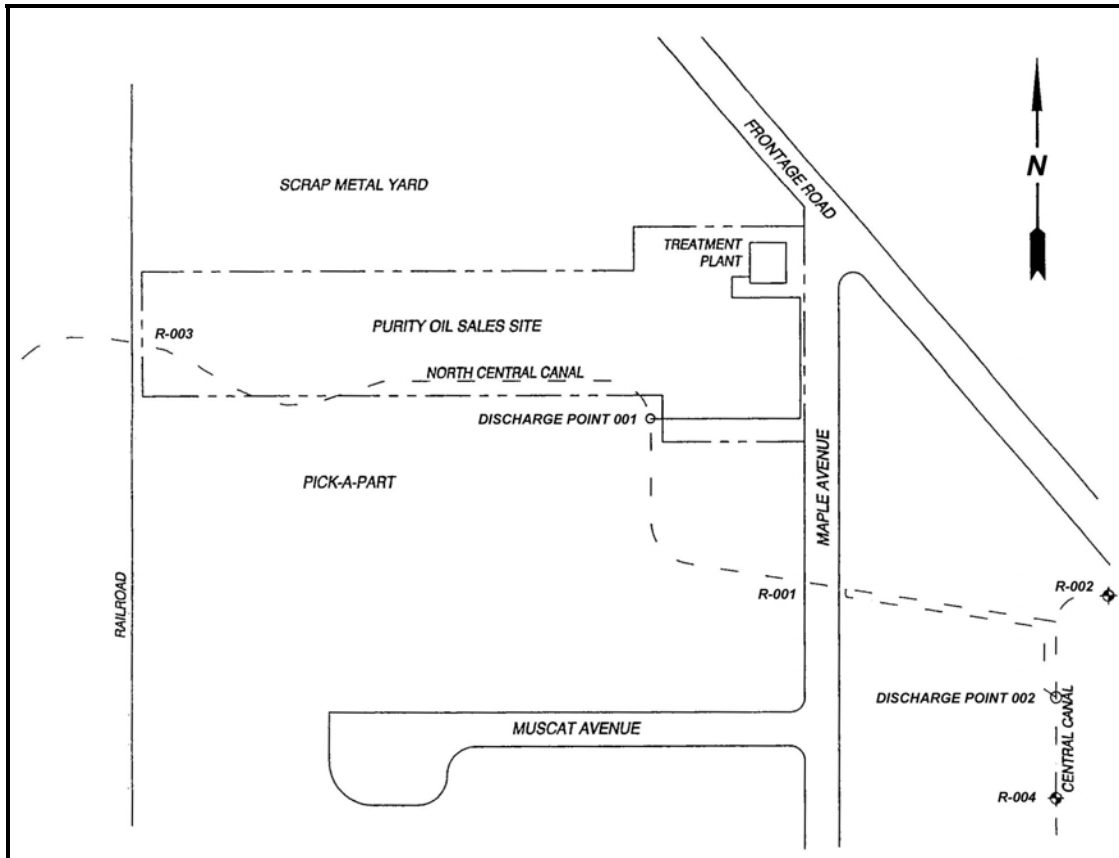 FRONTAGE ROAD
N
SCRAP METAL YARD
TREATMENT
PLANT
R-003
PURITY OIL SALES SITE
NORTH CENTRAL CANAL
DISCHARGE POINT 001
PICK-A-PART
MAPLE AVENUE
RAILROAD
R-001
R-002
DISCHARGE POINT 002
CENTRAL CANAL
MUSCAT AVENUE
R-004